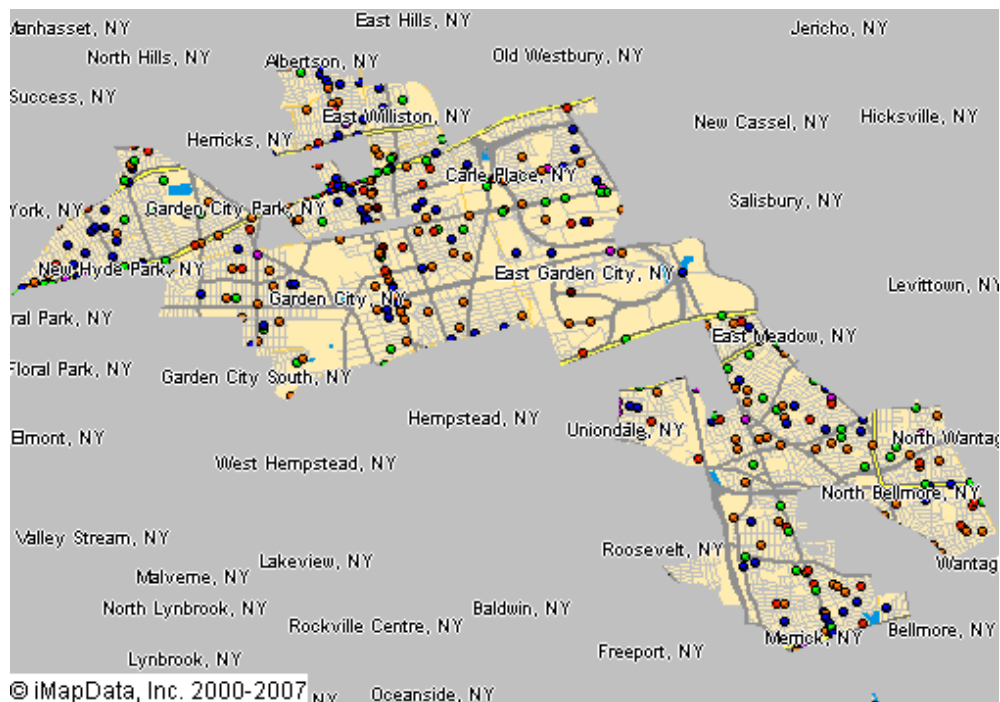 Manhasset, NY
East Hills, NY
Jericho, NY
North Hills, NY
Albertson, NY
Old Westbury, NY
Success, NY
East Williston, NY
New Cassel, NY
Hicksville, NY
Herricks, NY
Carle Place, NY
York, NY
Garden City Park, NY
Salisbury, NY
New Hyde Park, NY
East Garden City, NY
Levittown, NY
Garden City, NY
ral Park, NY
East Meadow, NY
Floral Park, NY
Garden City South, NY
Hempstead, NY
Uniondale, NY
Elmont, NY
North Wantag
West Hempstead, NY
North Bellmore, NY
Valley Stream, NY
Roosevelt, NY
Lakeview, NY
Wantag
Malverne, NY
North Lynbrook, NY
Baldwin, NY
Rockville Centre, NY
Merrick, NY
Bellmore, NY
Freeport, NY
Lynbrook, NY
© iMapData, Inc. 2000-2007
NY
Oceanside, NY